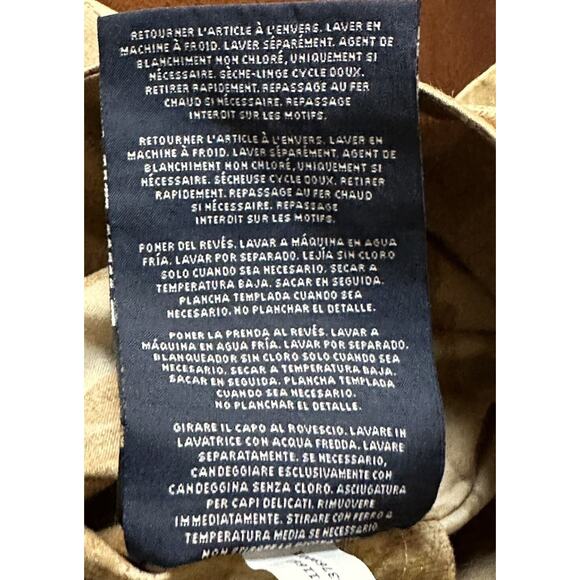 RETOURNER L'ARTICLE À L'ENVERS. LAVER EN
MACHINE À FROID. LAVER SÉPARÉMENT. AGENT DE
BLANCHIMENT NON CHLORÉ, UNIQUEMENT SI
NÉCESSAIRE. SÈCHE-LINGE CYCLE DOUX.
RETIRER RAPIDEMENT. REPASSAGE AU FER
CHAUD SI NÉCESSAIRE. REPASSAGE
INTERDIT SUR LES MOTIFS.
RETOURNER L'ARTICLE À L'ENVERS. LAVER EN
MACHINE À FROID. LAVER SÉPARÉMENT. AGENT DE
BLANCHIMENT NON CHLORÉ, UNIQUEMENT SI
NÉCESSAIRE. SÉCHEUSE CYCLE DOUX. RETIRER
RAPIDEMENT. REPASSAGE AU FER CHAUD
SI NÉCESSAIRE. REPASSAGE
INTERDIT SUR LES MOTIFS.
PONER DEL REVÉS. LAVAR A MÁQUINA EN AGUA
FRÍA. LAVAR POR SEPARADO. LEJÍA SIN CLORO
SOLO CUANDO SEA NECESARIO. SECAR A
TEMPERATURA BAJA. SACAR EN SEGUIDA.
PLANCHA TEMPLADA CUANDO SEA
NECESARIO. NO PLANCHAR EL DETALLE.
PONER LA PRENDA AL REVÉS. LAVAR A
MÁQUINA EN AGUA FRÍA. LAVAR POR SEPARADO.
BLANQUEADOR SIN CLORO SOLO CUANDO SEA
NECESARIO. SECAR A TEMPERATURA BAJA.
SACAR EN SEGUIDA. PLANCHA TEMPLADA
CUANDO SEA NECESARIO.
NO PLANCHAR EL DETALLE.
GIRARE IL CAPO AL ROVESCIO. LAVARE IN
LAVATRICE CON ACQUA FREDDA. LAVARE
SEPARATAMENTE. SE NECESSARIO,
CANDEGGIARE ESCLUSIVAMENTE CON
CANDEGGINA SENZA CLORO. ASCIUGATURA
PER CAPI DELICATI. RIMUOVERE
IMMEDIATAMENTE. STIRARE CON FERRO A
TEMPERATURA MEDIA SE NECESSARIO.
NON